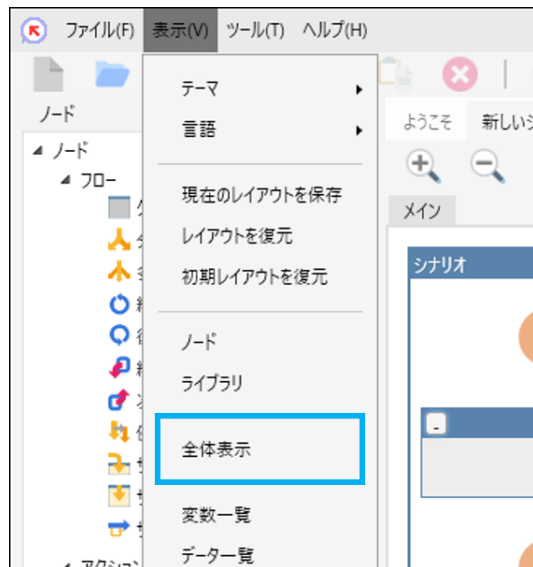 ファイル(F) 表示(V) ツール(T) ヘルプ(H)
ノード
ノード
フロー
テーマ
言語
現在のレイアウトを保存
レイアウトを復元
初期レイアウトを復元
ノード
ライブラリ
全体表示
変数一覧
データ一覧
ようこそ 新しい
メイン
シナリオ